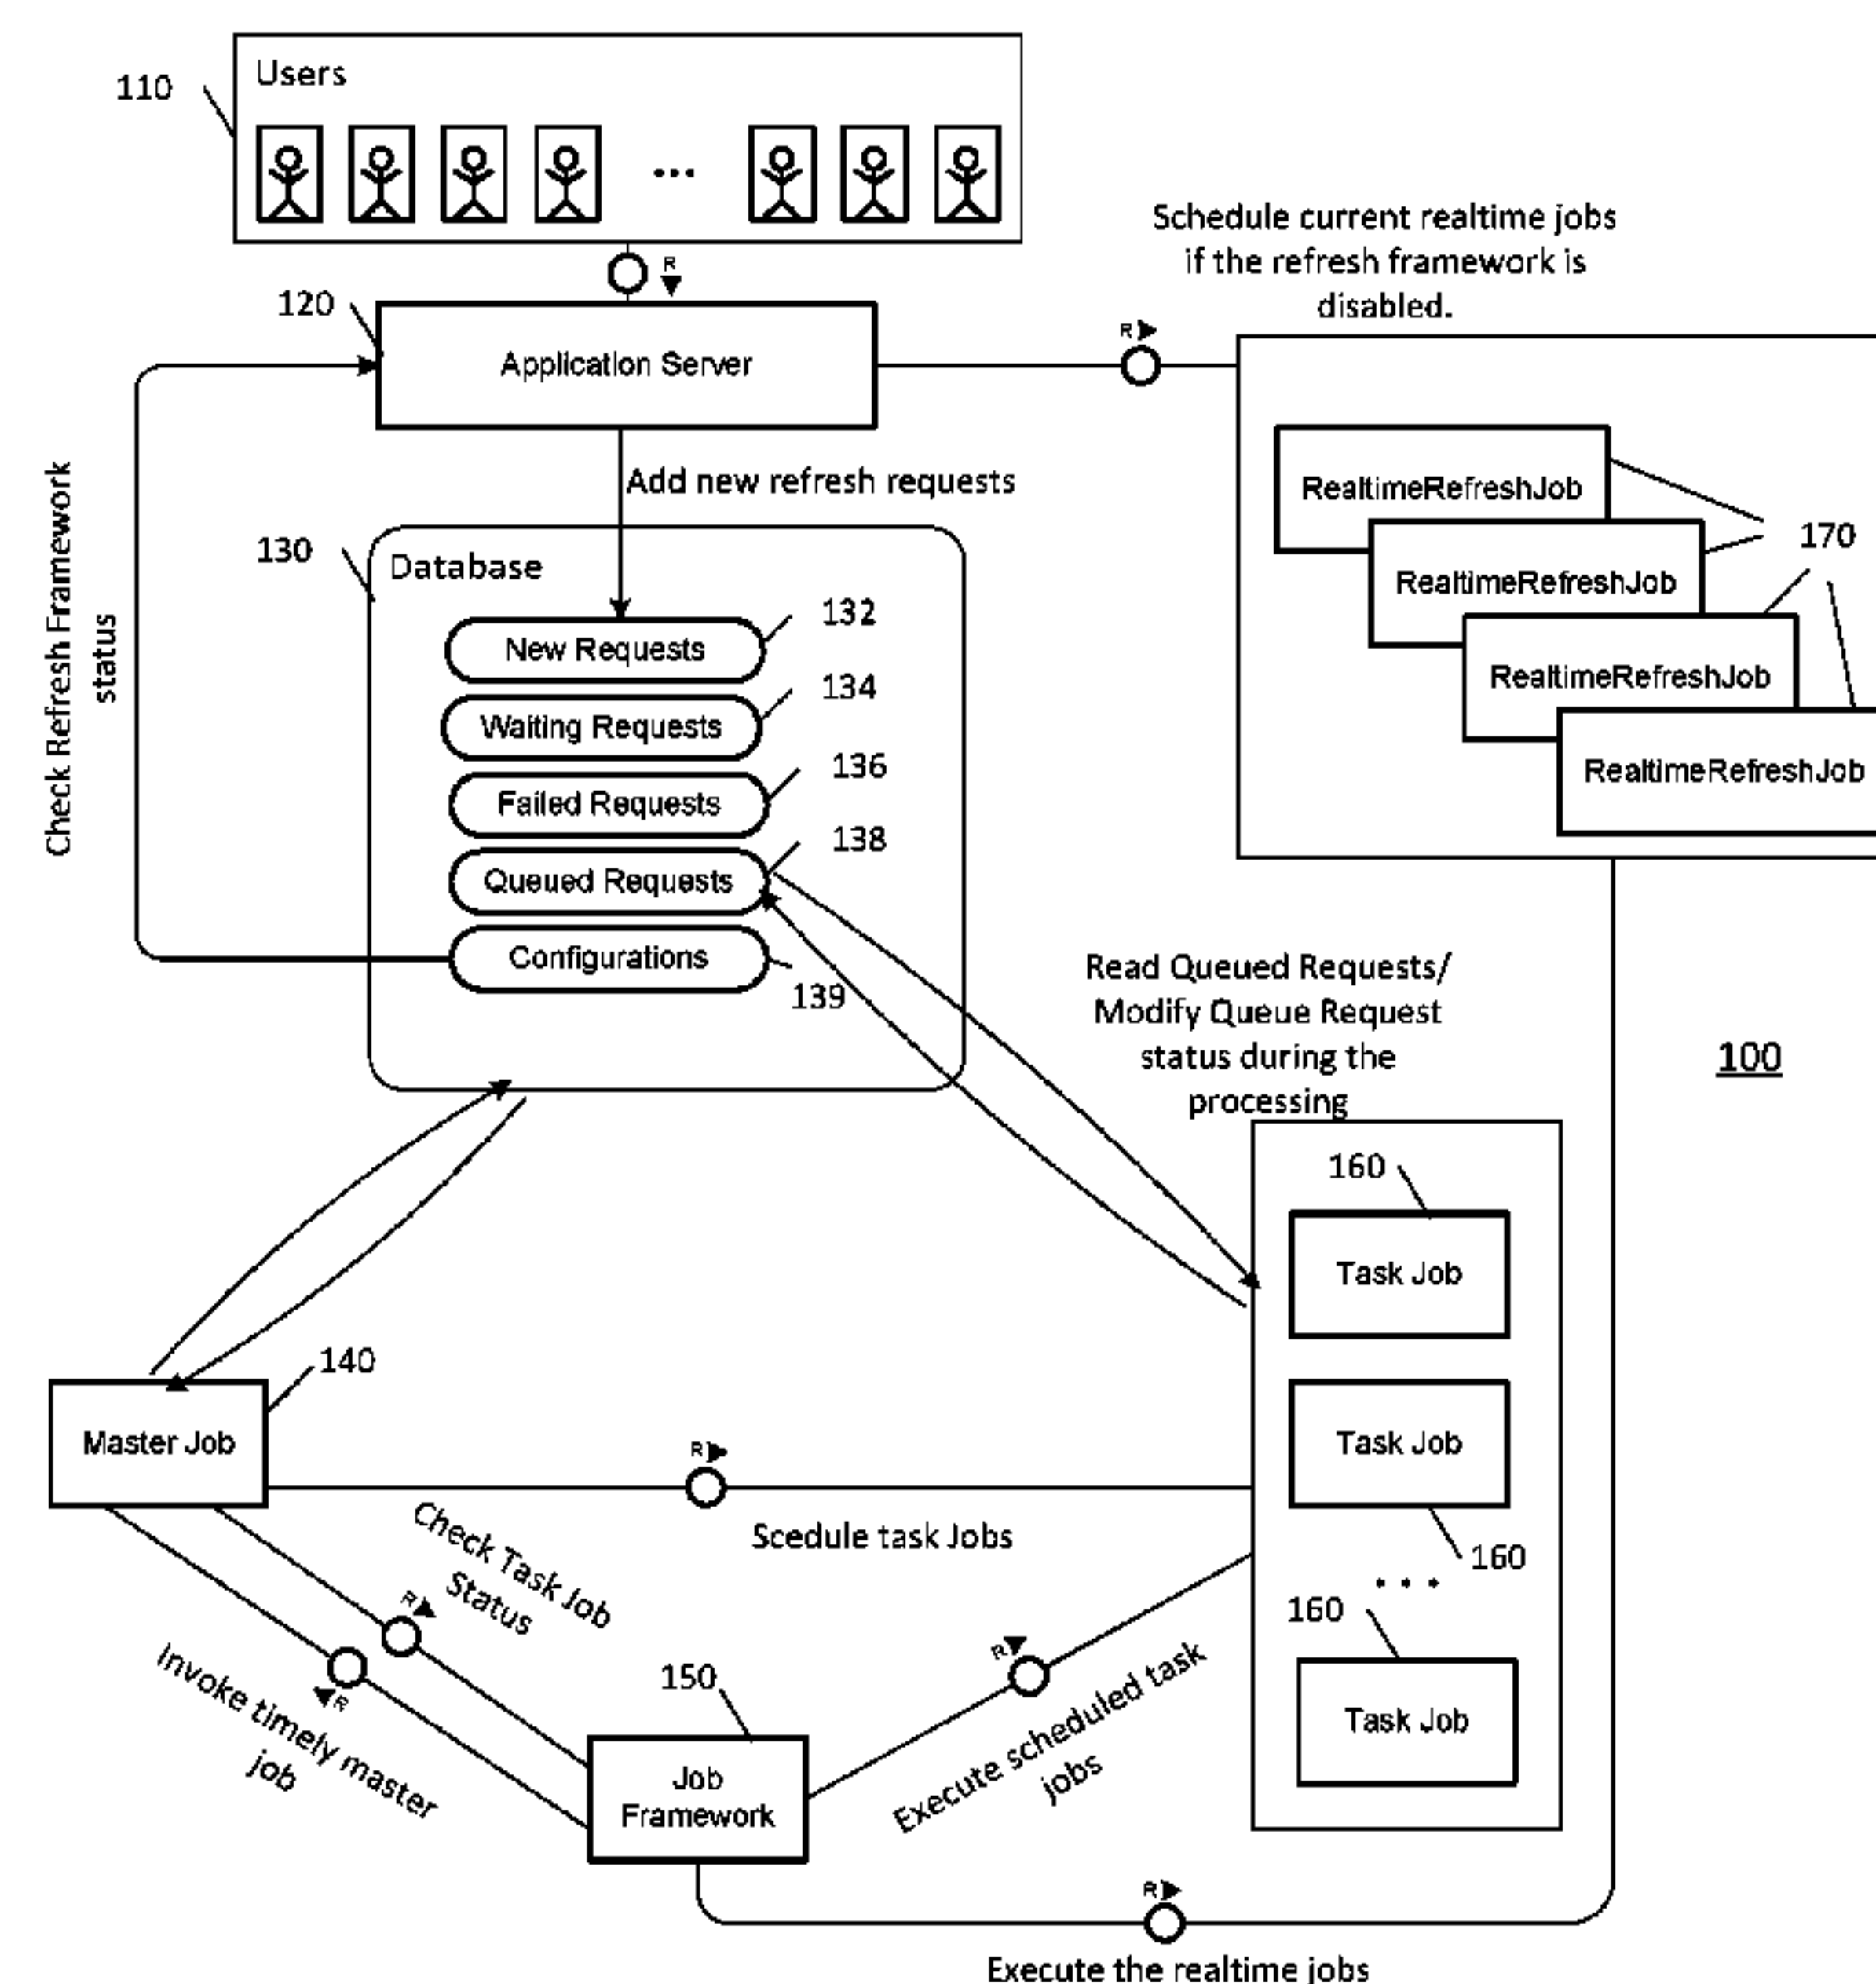 110
Users
...
R
120
Application Server
Schedule current realtime jobs
if the refresh framework is
disabled.
R
Check Refresh Framework
status
Add new refresh requests
130
Database
New Requests
132
Waiting Requests
134
Failed Requests
136
Queued Requests
138
Configurations
139
RealtimeRefreshJob
RealtimeRefreshJob
RealtimeRefreshJob
RealtimeRefreshJob
170
Read Queued Requests/
Modify Queue Request
status during the
processing
100
160
Task Job
Task Job
160
...
160
Task Job
140
Master Job
R
Scedule task Jobs
Check Task Job
Status
R
Invoke timely master
job
R
150
Job
Framework
R
Execute scheduled task
jobs
R
Execute the realtime jobs